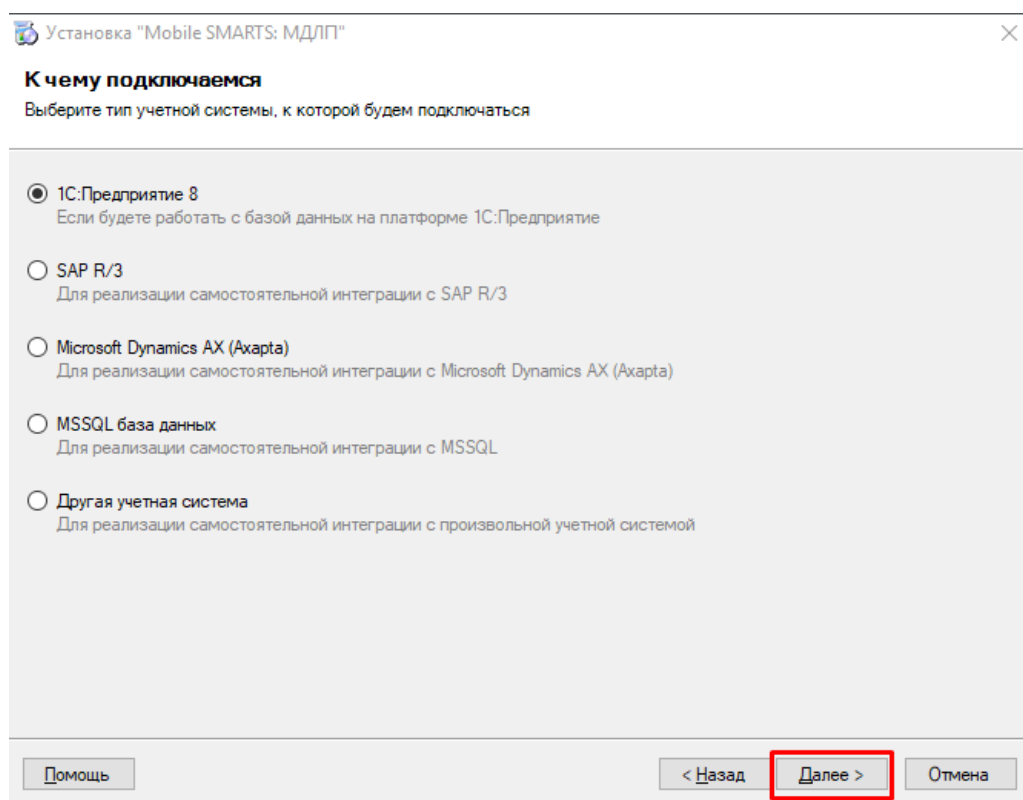 Установка "Mobile SMARTS: МДЛП"
К чему подключаемся
Выберите тип учетной системы, к которой будем подключаться
1С:Предприятие 8
Если будете работать с базой данных на платформе 1С:Предприятие
SAP R/3
Для реализации самостоятельной интеграции с SAP R/3
Microsoft Dynamics AX (Axapta)
Для реализации самостоятельной интеграции с Microsoft Dynamics AX (Axapta)
MSSQL база данных
Для реализации самостоятельной интеграции с MSSQL
Другая учетная система
Для реализации самостоятельной интеграции с произвольной учетной системой
Помощь
< Назад
Далее >
Отмена